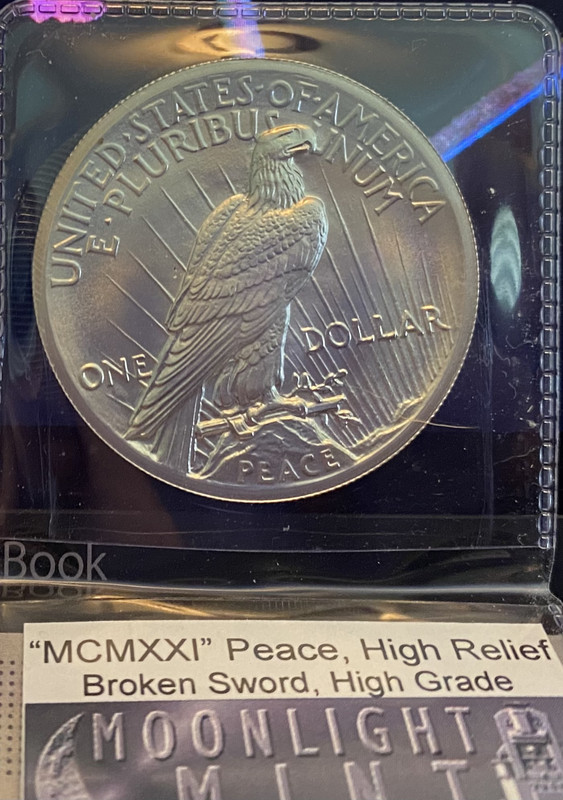 UNITED·STATES·OF·AMERICA
E·PLURIBUS UNUM
ONE DOLLAR
PEACE
Book
“MCMXXI” Peace, High Relief
Broken Sword, High Grade
MOONLIGHT
MINT